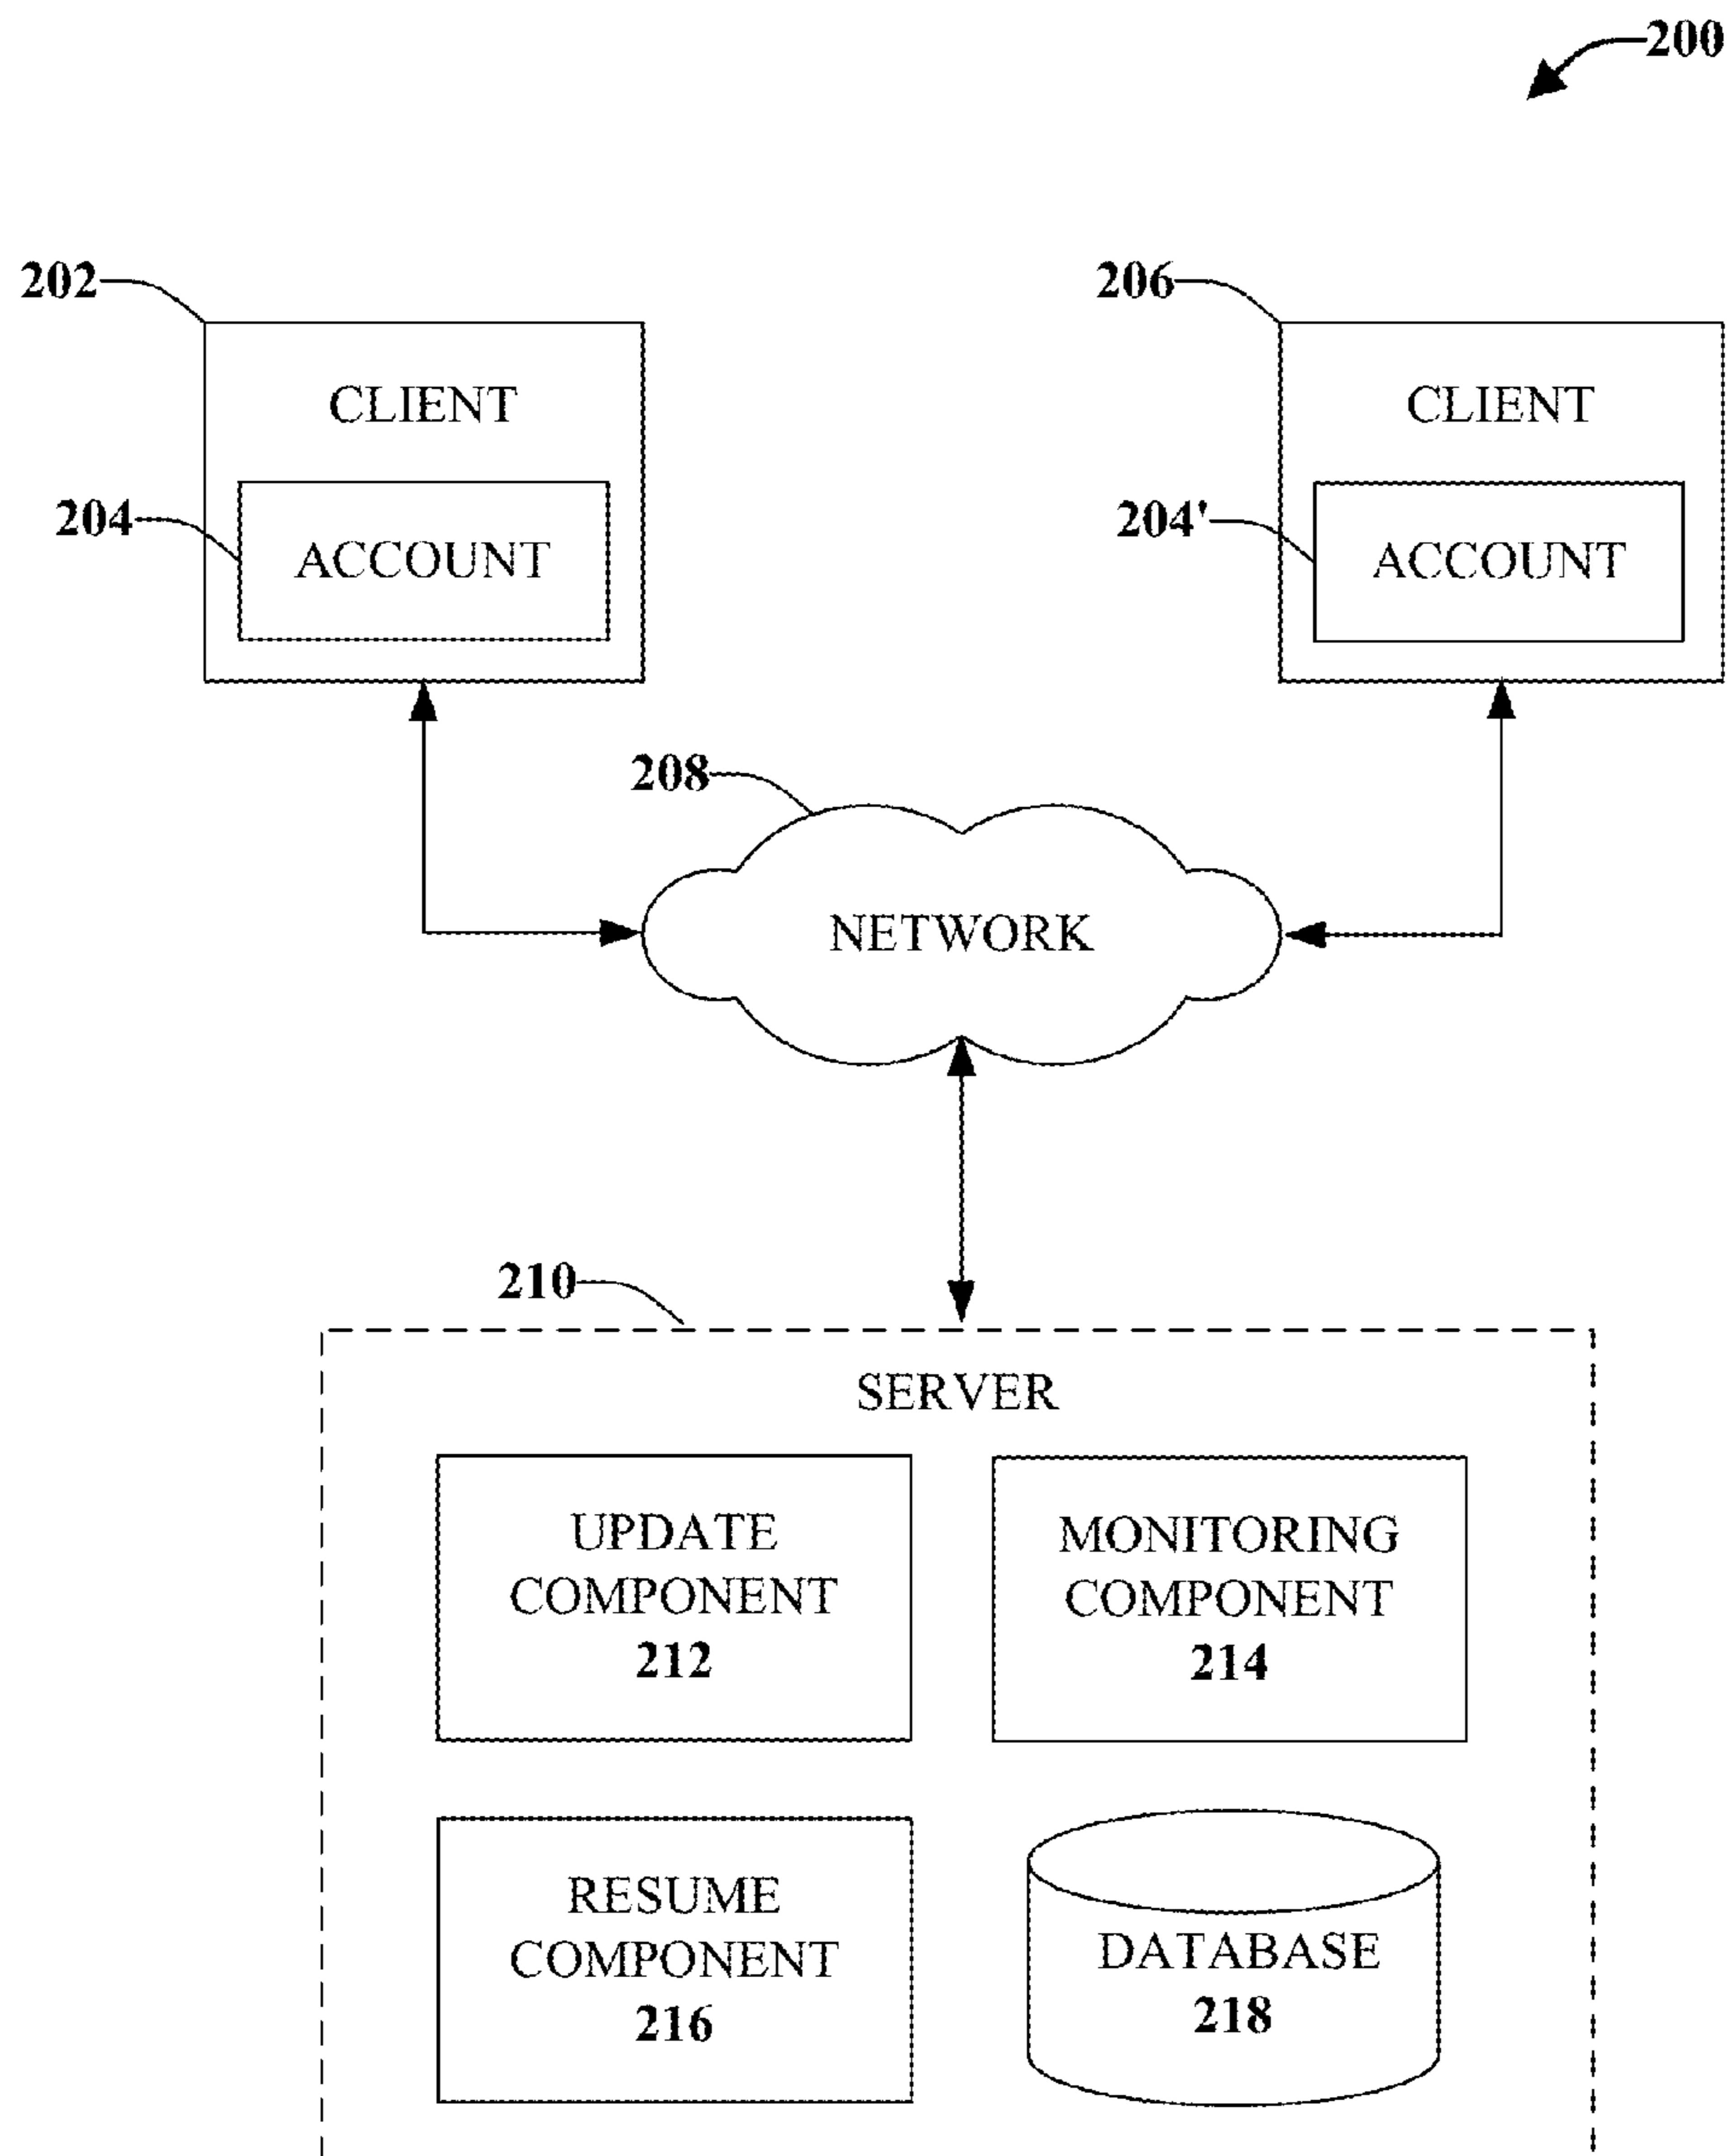 200
202
206
CLIENT
CLIENT
204
204'
ACCOUNT
ACCOUNT
208
NETWORK
210
SERVER
UPDATE
COMPONENT
212
MONITORING
COMPONENT
214
RESUME
COMPONENT
216
DATABASE
218